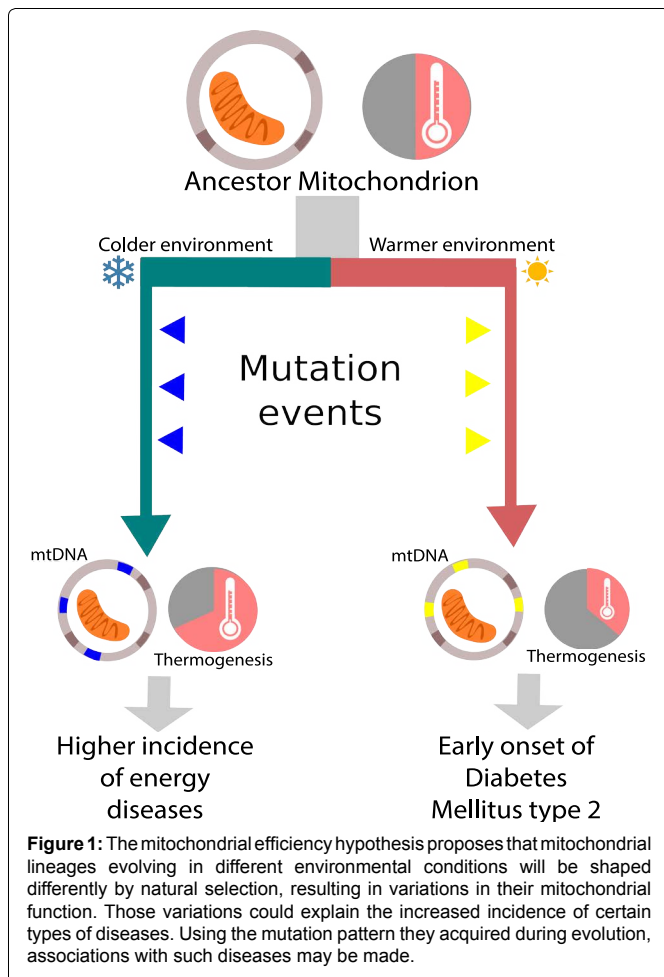 Ancestor Mitochondrion
Colder environment
Warmer environment
Mutation
events
mtDNA
Thermogenesis
mtDNA
Thermogenesis
Higher incidence
of energy
diseases
Early onset of
Diabetes
Mellitus type 2
Figure 1: The mitochondrial efficiency hypothesis proposes that mitochondrial
lineages evolving in different environmental conditions will be shaped
differently by natural selection, resulting in variations in their mitochondrial
function. Those variations could explain the increased incidence of certain
types of diseases. Using the mutation pattern they acquired during evolution,
associations with such diseases may be made.